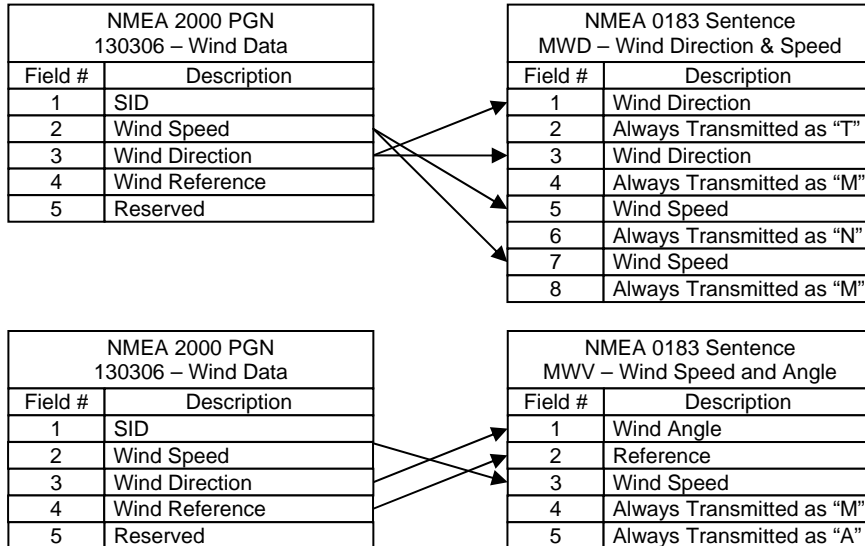 NMEA 2000 PGN
130306 – Wind Data
Field # Description
1 SID
2 Wind Speed
3 Wind Direction
4 Wind Reference
5 Reserved
NMEA 0183 Sentence
MWD – Wind Direction & Speed
Field # Description
1 Wind Direction
2 Always Transmitted as “T”
3 Wind Direction
4 Always Transmitted as “M”
5 Wind Speed
6 Always Transmitted as “N”
7 Wind Speed
8 Always Transmitted as “M”
NMEA 2000 PGN
130306 – Wind Data
Field # Description
1 SID
2 Wind Speed
3 Wind Direction
4 Wind Reference
5 Reserved
NMEA 0183 Sentence
MWV – Wind Speed and Angle
Field # Description
1 Wind Angle
2 Reference
3 Wind Speed
4 Always Transmitted as “M”
5 Always Transmitted as “A”